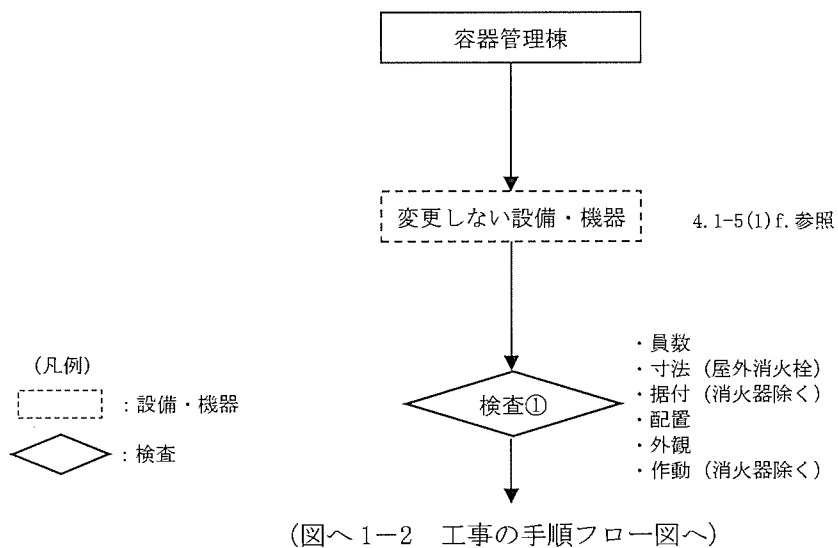 容器管理棟
変更しない設備・機器
4.1-5(1)f.参照
検査①
・員数
・寸法（屋外消火栓）
・据付（消火器除く）
・配置
・外観
・作動（消火器除く）
(凡例)
：設備・機器
：検査
(図へ1-2　工事の手順フロー図へ)